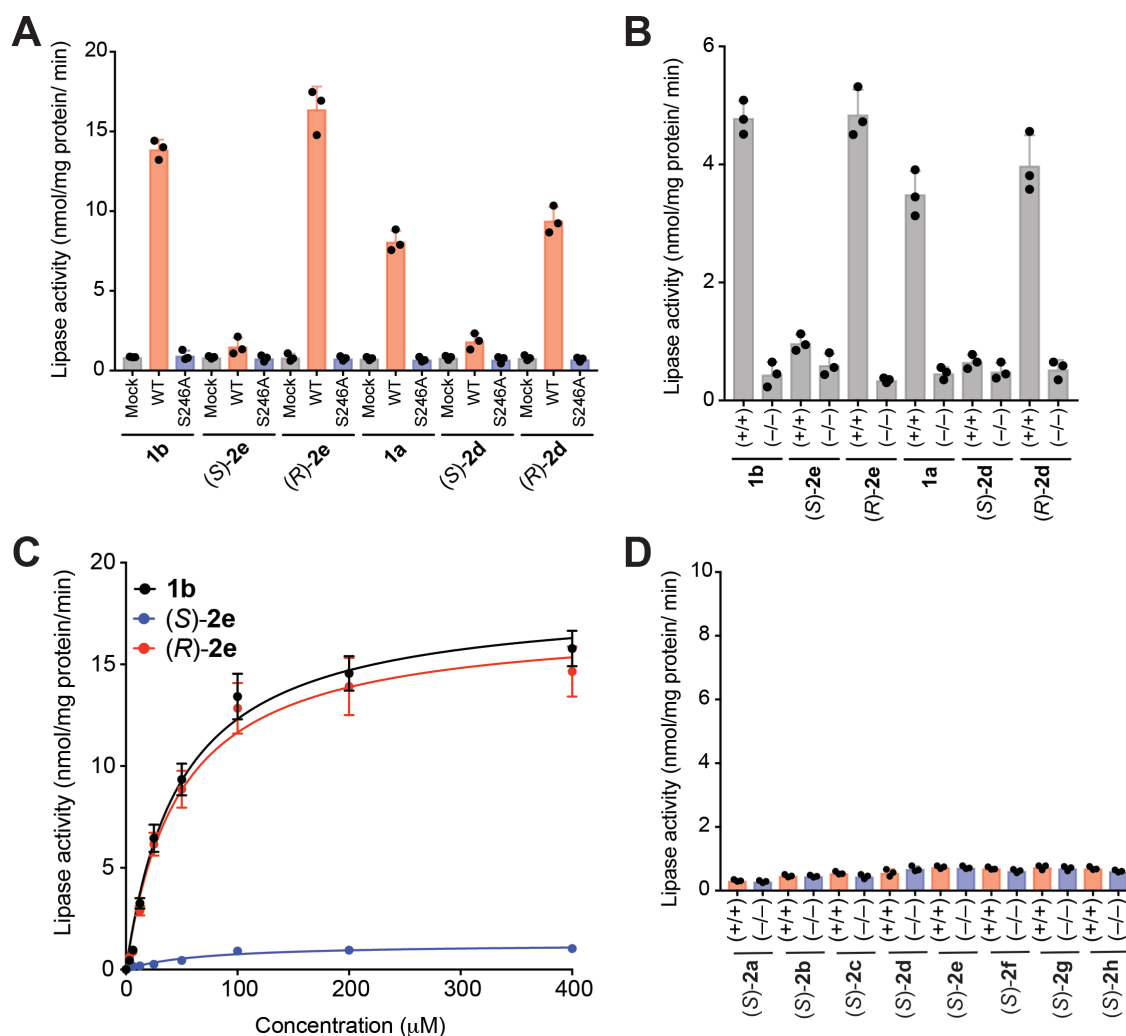 A
Lipase activity (nmol/mg protein/ min)
20
15
10
5
0
Mock WT S246A Mock WT S246A Mock WT S246A Mock WT S246A Mock WT S246A Mock WT S246A
1b (S)-2e (R)-2e 1a (S)-2d (R)-2d
B
Lipase activity (nmol/mg protein/ min)
6
4
2
0
(+/+) (−/−) (+/+) (−/−) (+/+) (−/−) (+/+) (−/−) (+/+) (−/−) (+/+) (−/−)
1b (S)-2e (R)-2e 1a (S)-2d (R)-2d
C
Lipase activity (nmol/mg protein/min)
20
15
10
5
0
1b
(S)-2e
(R)-2e
0 100 200 300 400
Concentration (μM)
D
Lipase activity (nmol/mg protein/ min)
10
8
6
4
2
0
(+/+) (−/−) (+/+) (−/−) (+/+) (−/−) (+/+) (−/−) (+/+) (−/−) (+/+) (−/−) (+/+) (−/−) (+/+) (−/−)
(S)-2a (S)-2b (S)-2c (S)-2d (S)-2e (S)-2f (S)-2g (S)-2h